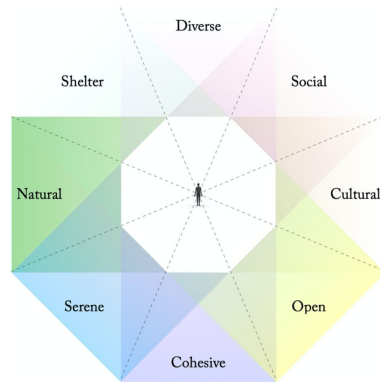 Diverse
Shelter
Social
Natural
Cultural
Serene
Open
Cohesive